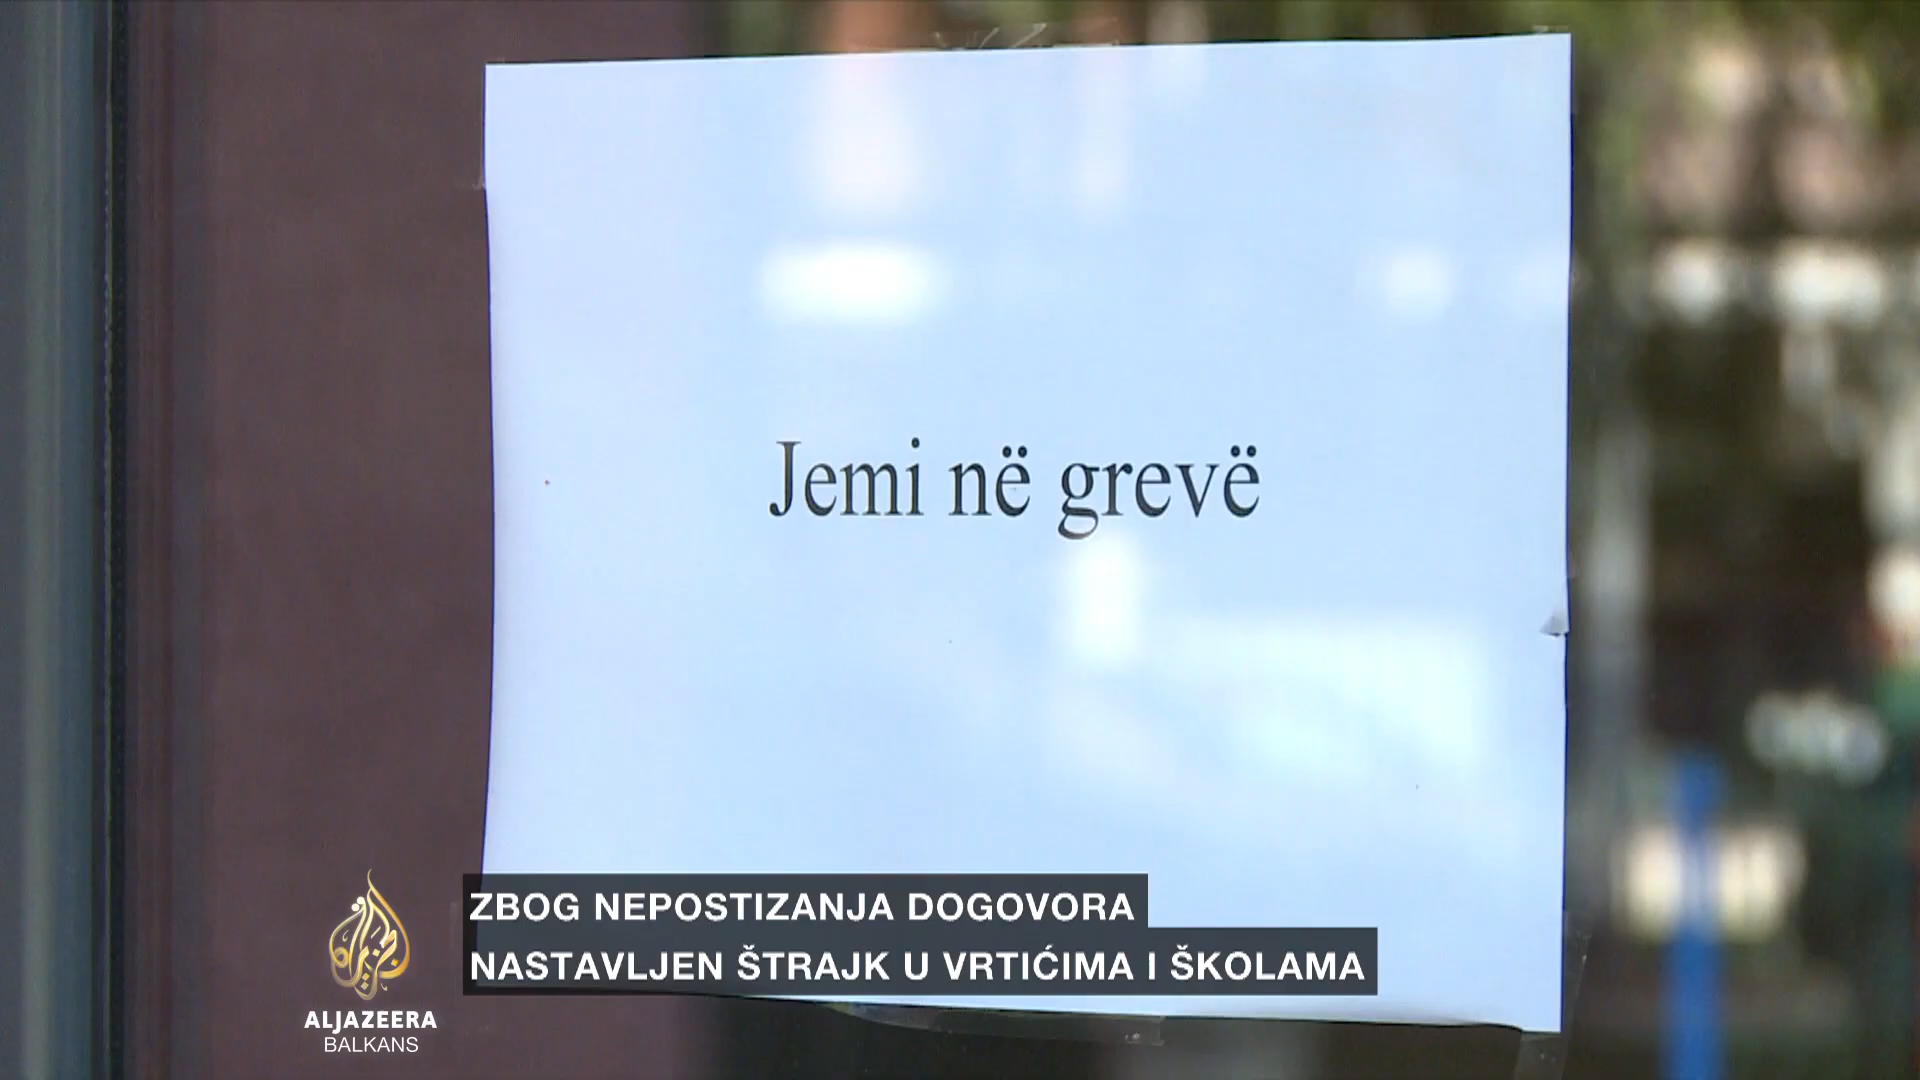 Jemi në grevë
ZBOG NEPOSTIZANJA DOGOVORA
NASTAVLJEN ŠTRAJK U VRTIĆIMA I ŠKOLAMA
ALJAZEERA
BALKANS